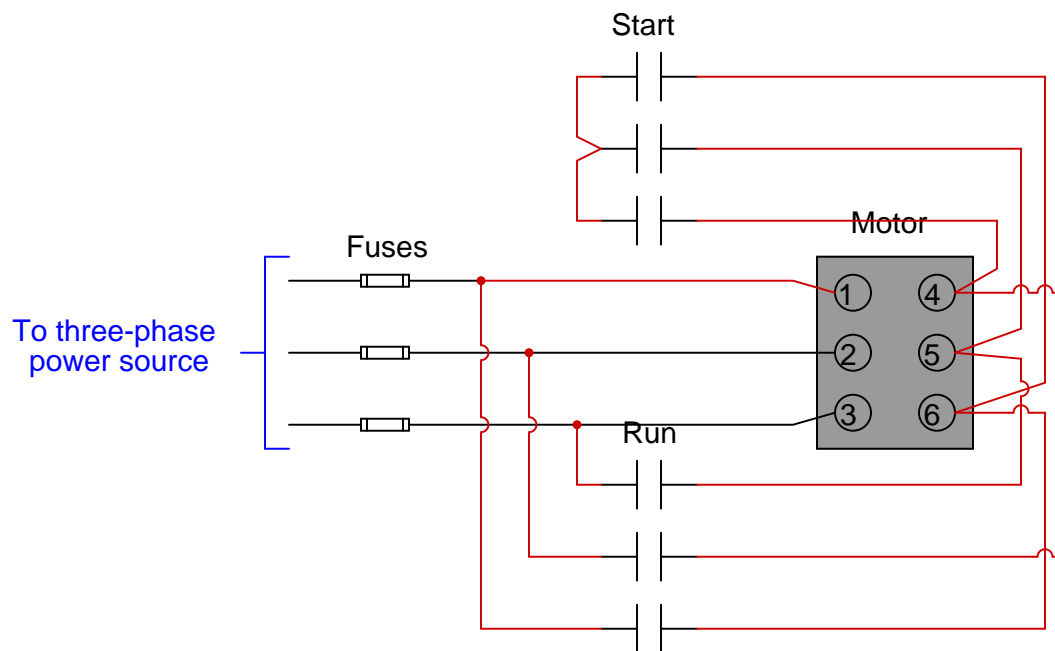 Start
Motor
Fuses
1
4
To three-phase
power source
2
5
3
6
Run